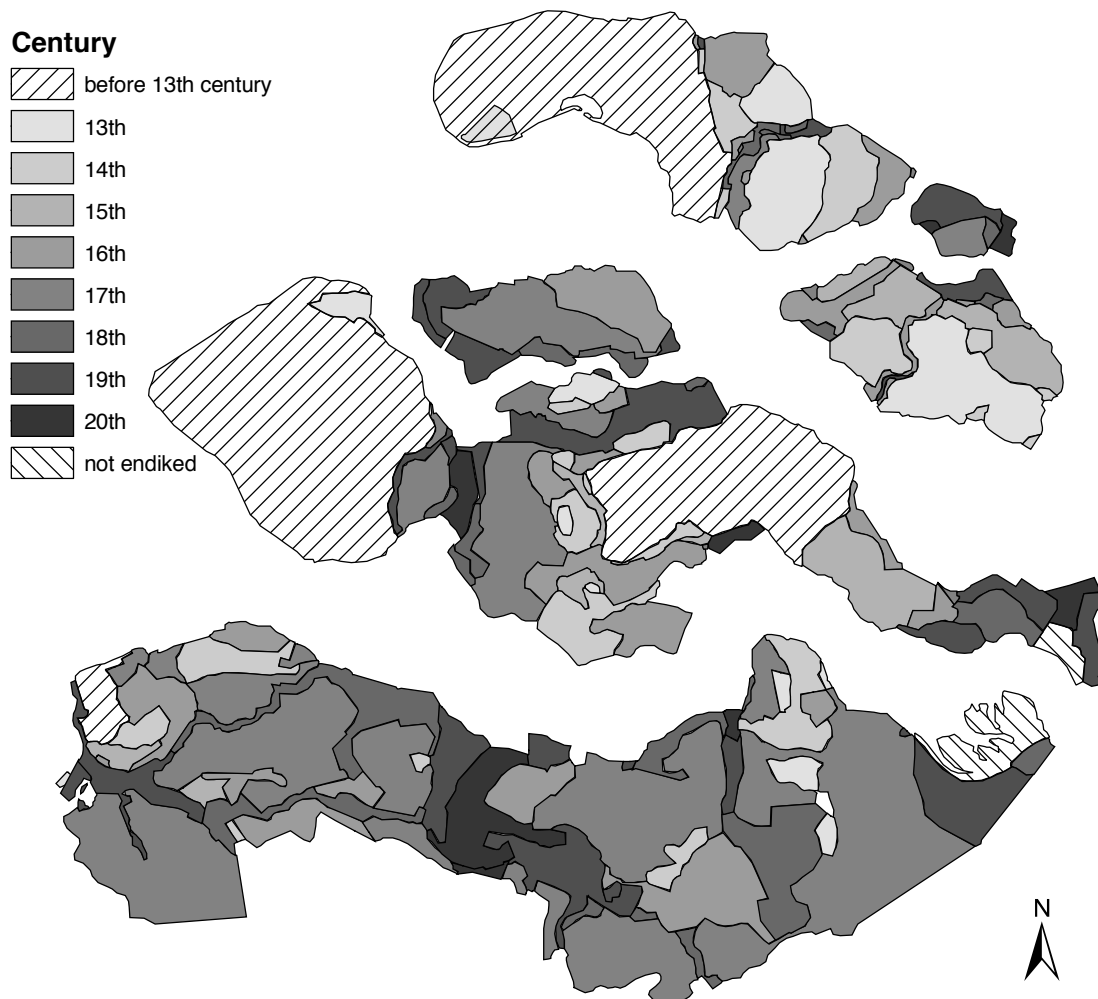 Century
before 13th century
13th
14th
15th
16th
17th
18th
19th
20th
not endiked
N